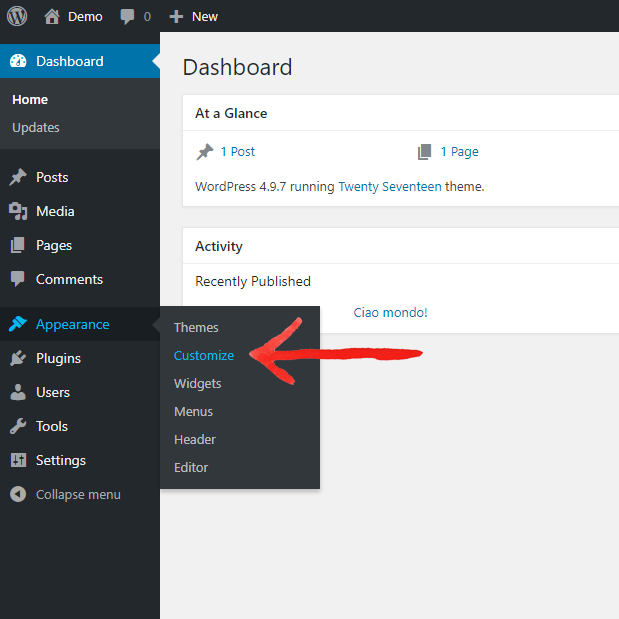 Demo 0 New
Dashboard
Home
Updates
Posts
Media
Pages
Comments
Appearance
Plugins
Users
Tools
Settings
Collapse menu
Themes
Customize
Widgets
Menus
Header
Editor
Dashboard
At a Glance
1 Post 1 Page
WordPress 4.9.7 running Twenty Seventeen theme.
Activity
Recently Published
Ciao mondo!